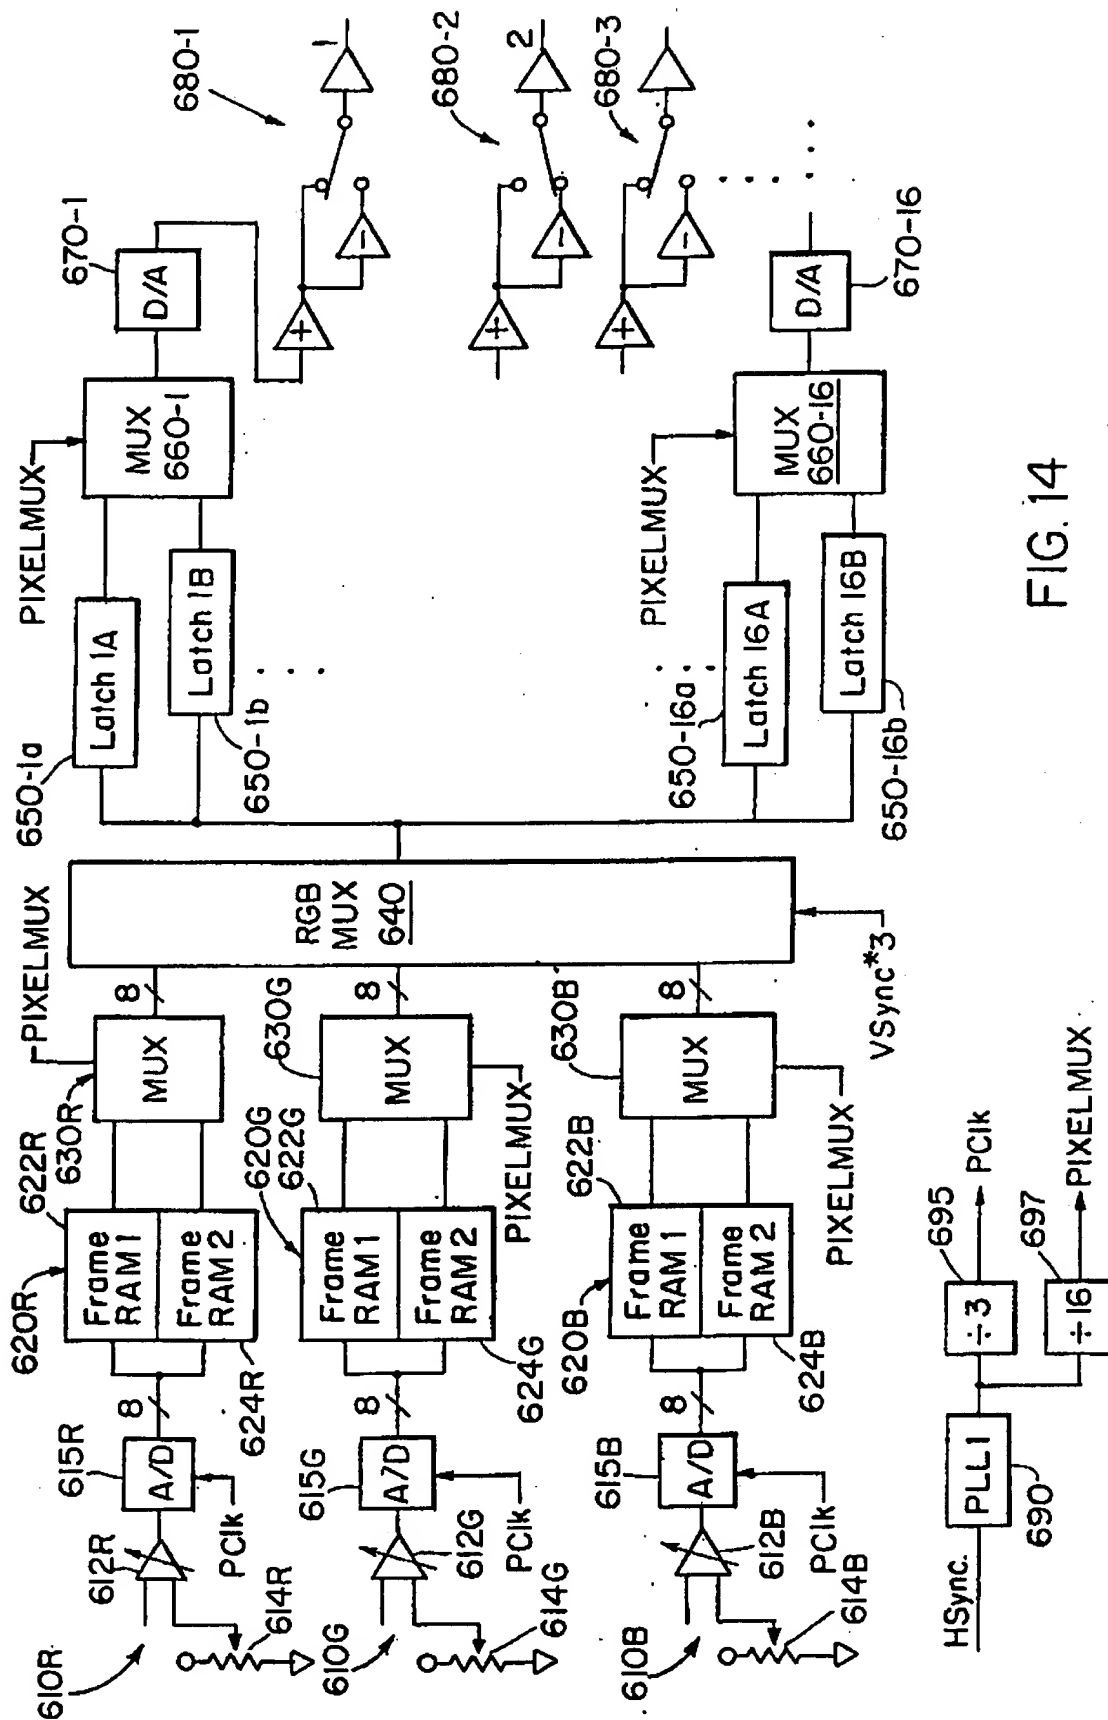 610R
612R
614R
615R
A/D
PClk
8
620R
622R
624R
Frame
RAM 1
Frame
RAM 2
630R
MUX
PIXELMUX
8
610G
612G
614G
615G
A/D
PClk
8
620G
622G
624G
Frame
RAM 1
Frame
RAM 2
630G
MUX
PIXELMUX
8
610B
612B
614B
615B
A/D
PClk
8
620B
622B
624B
Frame
RAM 1
Frame
RAM 2
630B
MUX
PIXELMUX
8
RGB
MUX
640
VSync*3
650-1a
Latch 1A
Latch 1B
650-1b
PIXELMUX
MUX
660-1
D/A
670-1
650-16a
Latch 16A
Latch 16B
650-16b
PIXELMUX
MUX
660-16
D/A
670-16
+
−
680-1
1
+
−
680-2
2
+
−
680-3
HSync.
PLL1
690
÷3
695
PClk
÷16
697
PIXELMUX
FIG. 14